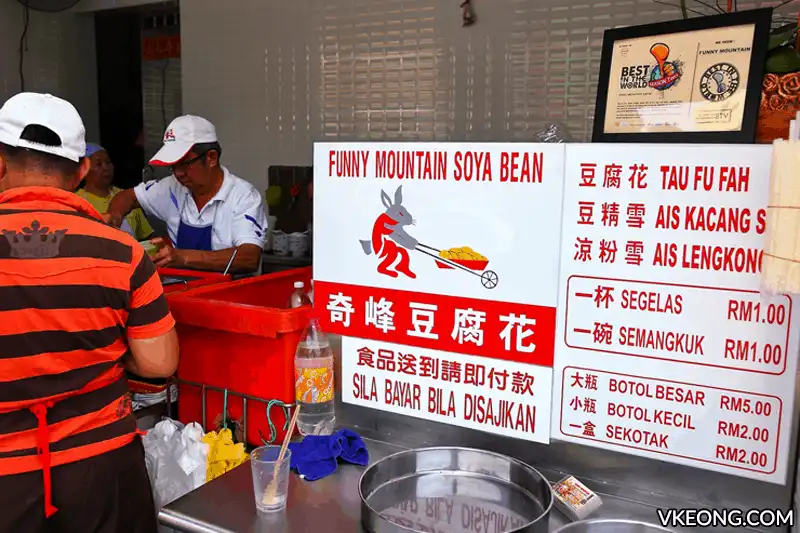 FUNNY MOUNTAIN SOYA BEAN
奇峰豆腐花
食品送到請即付款
SILA BAYAR BILA DISAJIKAN
BEST IN THE WORLD
FUNNY MOUNTAIN
豆腐花 TAU FU FAH
豆精雪 AIS KACANG S
涼粉雪 AIS LENGKONG
一杯 SEGELAS RM1.00
一碗 SEMANGKUK RM1.00
大瓶 BOTOL BESAR RM5.00
小瓶 BOTOL KECIL RM2.00
一盒 SEKOTAK RM2.00
VKEONG.COM